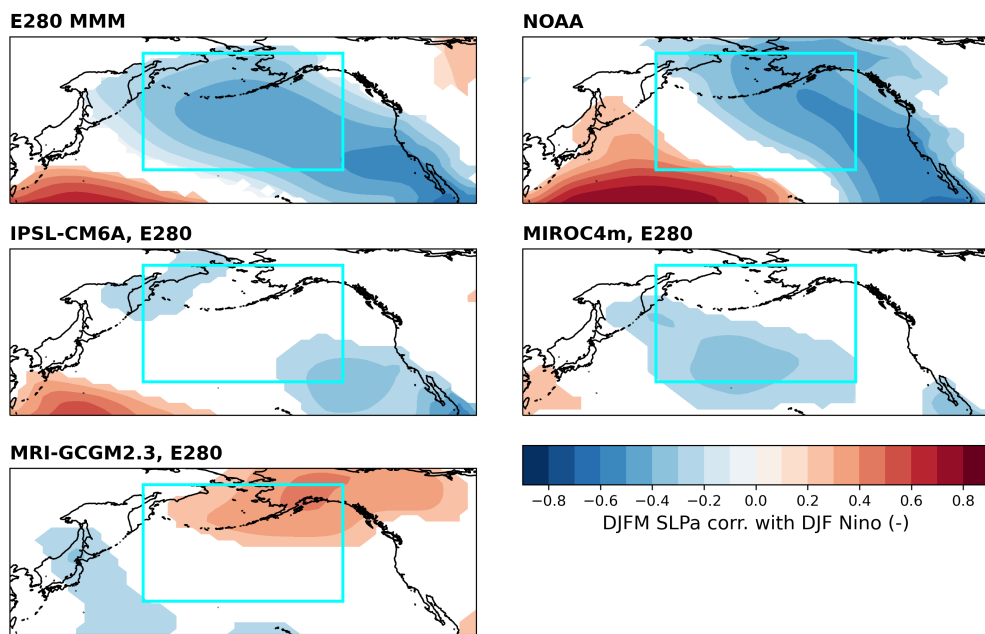 E280 MMM
NOAA
IPSL-CM6A, E280
MIROC4m, E280
MRI-GCGM2.3, E280
−0.8 −0.6 −0.4 −0.2 0.0 0.2 0.4 0.6 0.8
DJFM SLPa corr. with DJF Nino (-)